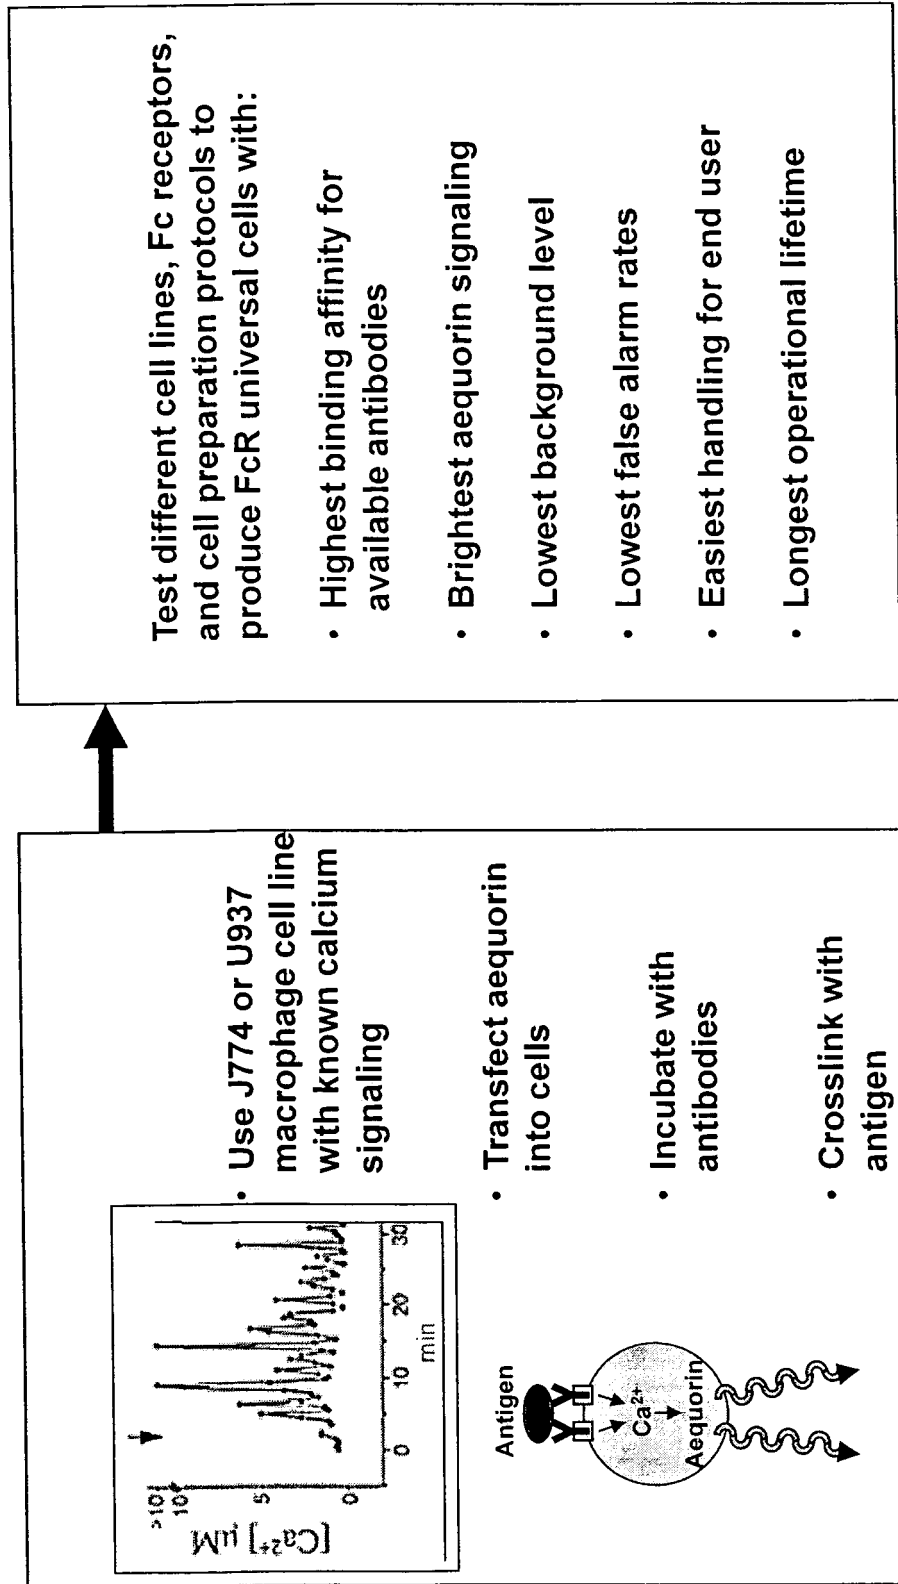 >10
10
5
0
[Ca²⁺] µM
0
10
20
30
min
Antigen
Ca²⁺
Aequorin
• Use J774 or U937
macrophage cell line
with known calcium
signaling
• Transfect aequorin
into cells
• Incubate with
antibodies
• Crosslink with
antigen
Test different cell lines, Fc receptors,
and cell preparation protocols to
produce FcR universal cells with:
• Highest binding affinity for
available antibodies
• Brightest aequorin signaling
• Lowest background level
• Lowest false alarm rates
• Easiest handling for end user
• Longest operational lifetime